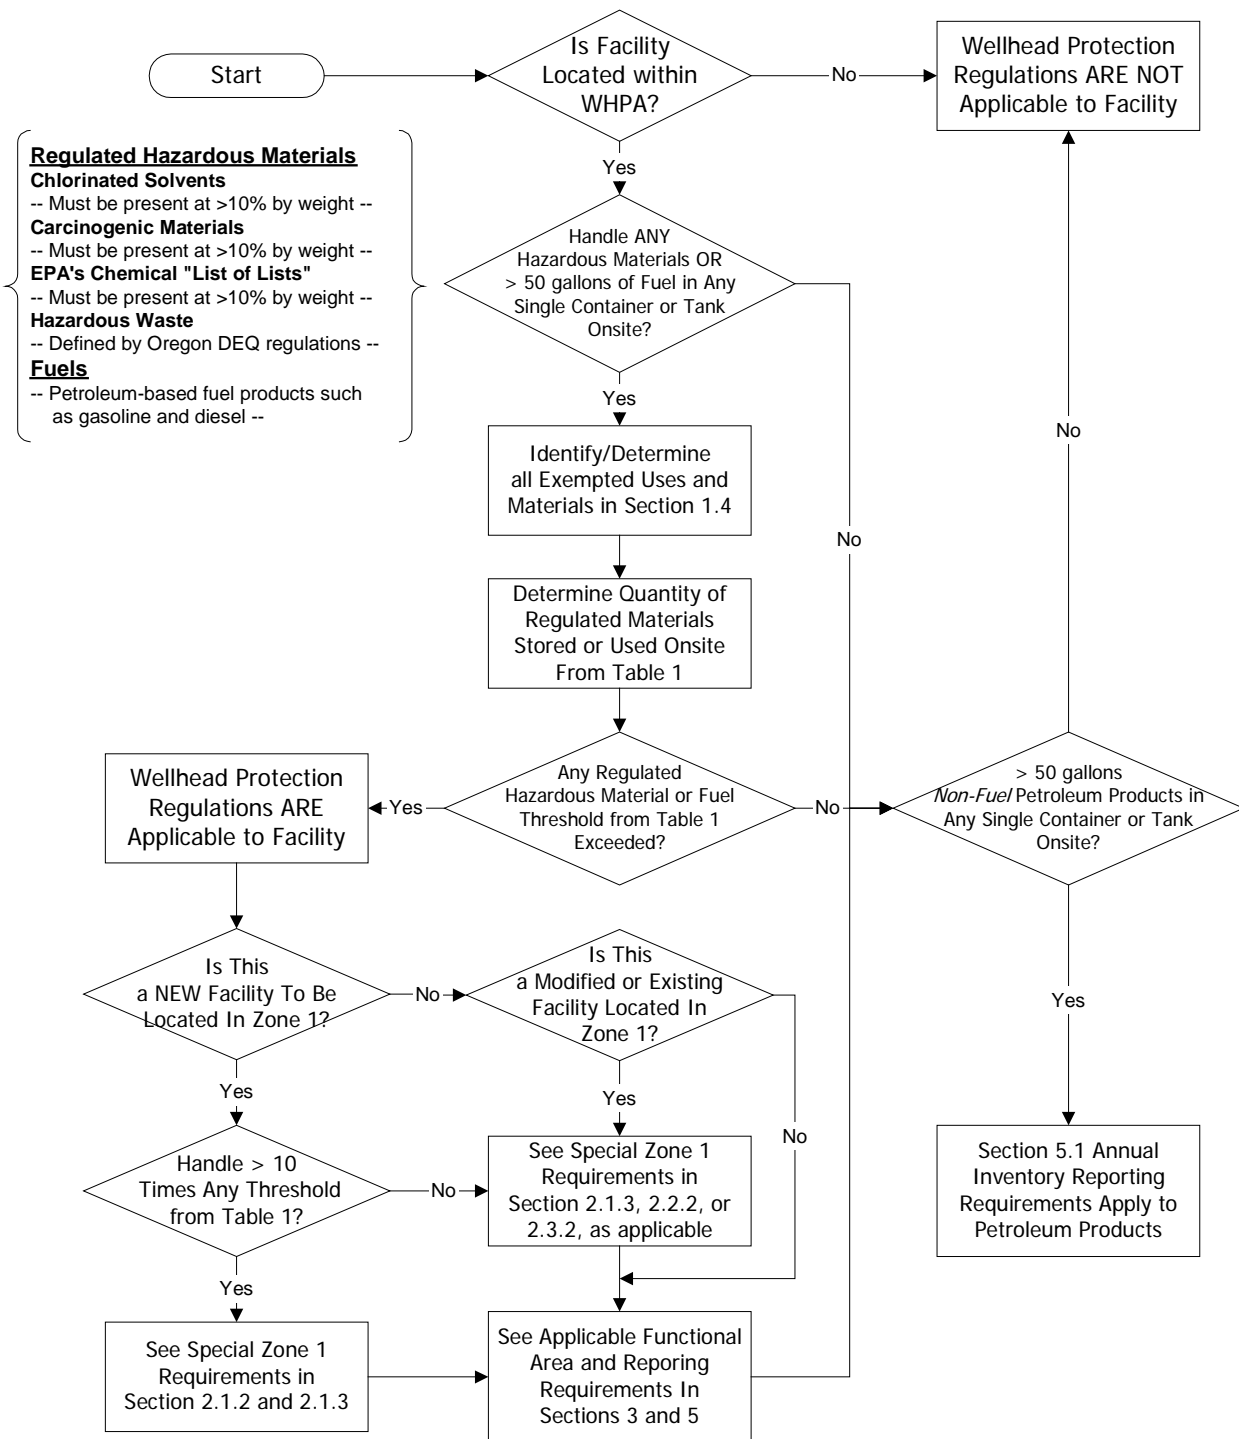 Start
Is Facility
Located within
WHPA?
No
Wellhead Protection
Regulations ARE NOT
Applicable to Facility
Yes
Regulated Hazardous Materials
Chlorinated Solvents
-- Must be present at >10% by weight --
Carcinogenic Materials
-- Must be present at >10% by weight --
EPA's Chemical "List of Lists"
-- Must be present at >10% by weight --
Hazardous Waste
-- Defined by Oregon DEQ regulations --
Fuels
-- Petroleum-based fuel products such
as gasoline and diesel --
Handle ANY
Hazardous Materials OR
> 50 gallons of Fuel in Any
Single Container or Tank
Onsite?
Yes
No
Identify/Determine
all Exempted Uses and
Materials in Section 1.4
No
Determine Quantity of
Regulated Materials
Stored or Used Onsite
From Table 1
Any Regulated
Hazardous Material or Fuel
Threshold from Table 1
Exceeded?
Yes
Wellhead Protection
Regulations ARE
Applicable to Facility
No
> 50 gallons
Non-Fuel Petroleum Products in
Any Single Container or Tank
Onsite?
Is This
a NEW Facility To Be
Located In Zone 1?
No
Is This
a Modified or Existing
Facility Located In
Zone 1?
Yes
Yes
Yes
No
Handle > 10
Times Any Threshold
from Table 1?
No
See Special Zone 1
Requirements in
Section 2.1.3, 2.2.2, or
2.3.2, as applicable
Section 5.1 Annual
Inventory Reporting
Requirements Apply to
Petroleum Products
Yes
See Special Zone 1
Requirements in
Section 2.1.2 and 2.1.3
See Applicable Functional
Area and Reporing
Requirements In
Sections 3 and 5